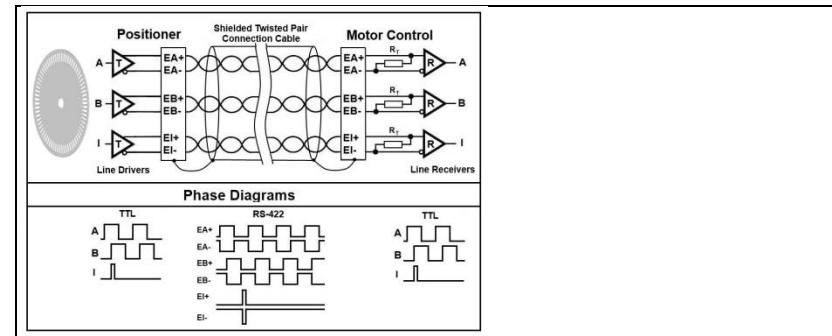 Positioner
Shielded Twisted Pair
Connection Cable
Motor Control
A
T
EA+
EA-
EA+
EA-
RT
R
A
B
T
EB+
EB-
EB+
EB-
RT
R
B
I
T
EI+
EI-
EI+
EI-
RT
R
I
Line Drivers
Line Receivers
Phase Diagrams
TTL
A
B
I
RS-422
EA+
EA-
EB+
EB-
EI+
EI-
TTL
A
B
I